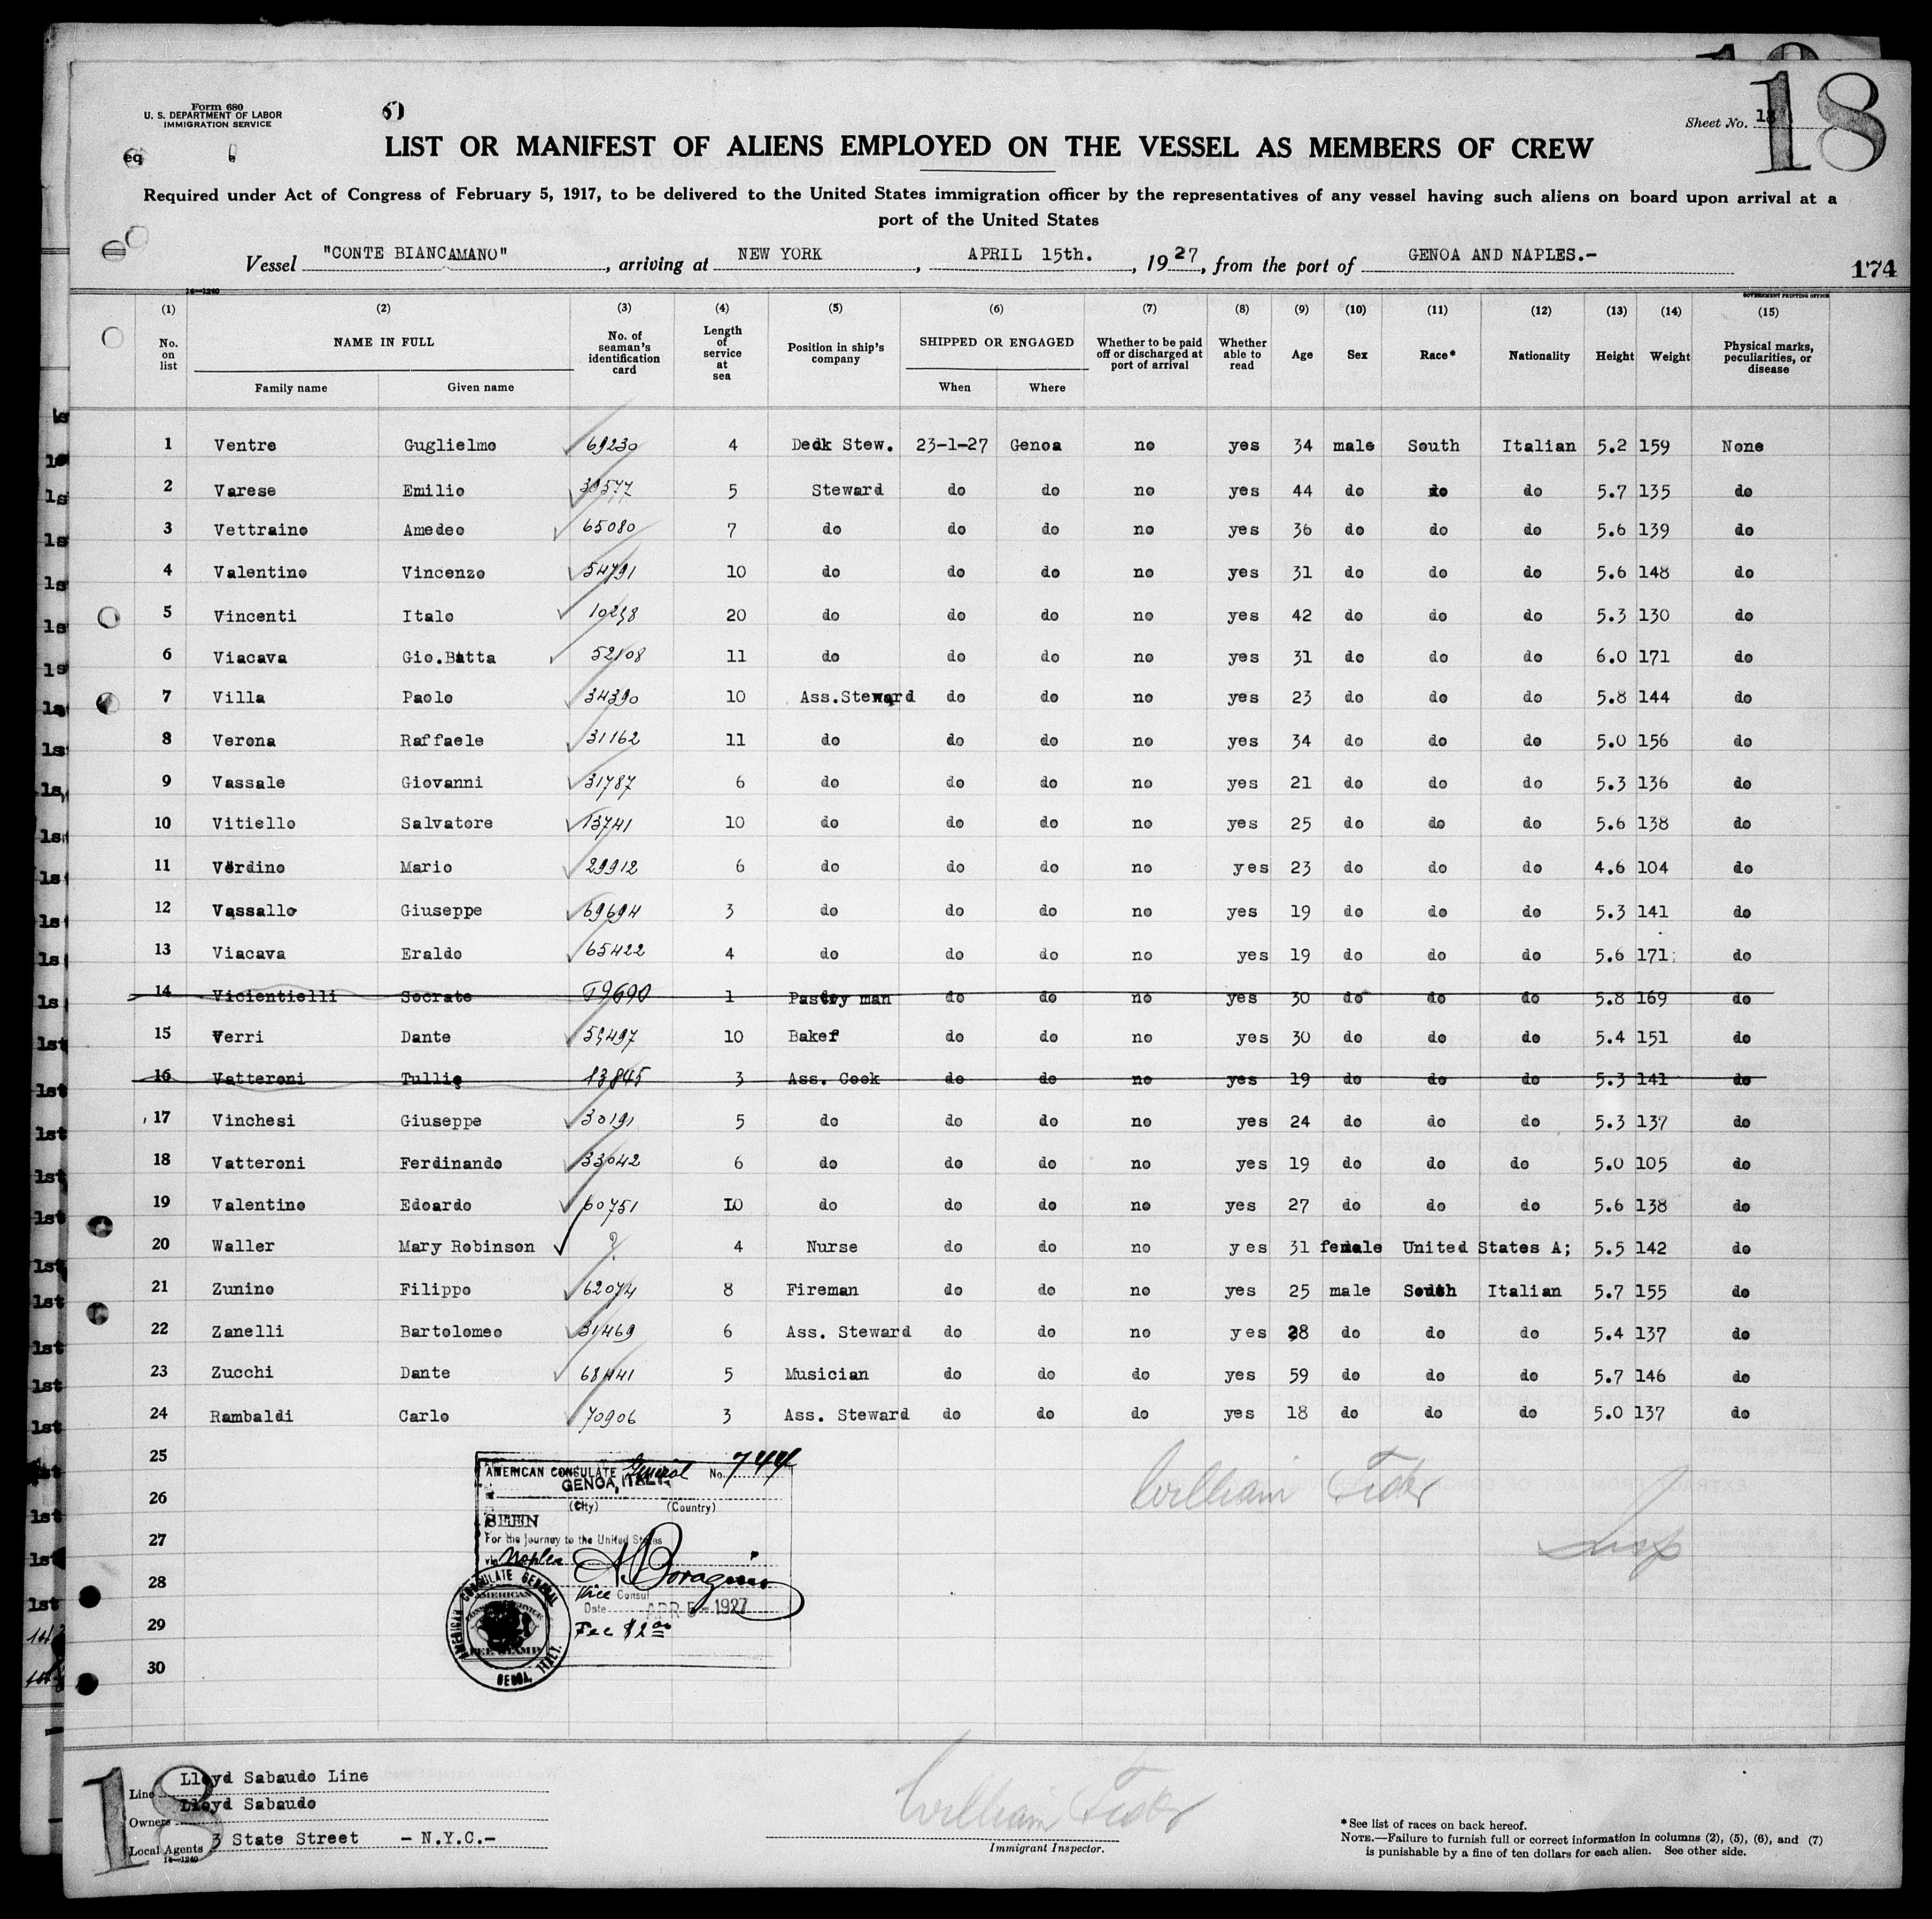 18
Form 680
U. S. DEPARTMENT OF LABOR
IMMIGRATION SERVICE
Sheet No. 18
LIST OR MANIFEST OF ALIENS EMPLOYED ON THE VESSEL AS MEMBERS OF CREW
Required under Act of Congress of February 5, 1917, to be delivered to the United States immigration officer by the representatives of any vessel having such aliens on board upon arrival at a
port of the United States
Vessel "CONTE BIANCAMANO", arriving at NEW YORK, APRIL 15th., 1927, from the port of GENOA AND NAPLES.-
174
14—1240
GOVERNMENT PRINTING OFFICE
(1) (2) (3) (4) (5) (6) (7) (8) (9) (10) (11) (12) (13) (14) (15)
No. on list NAME IN FULL Family name Given name No. of seaman's identification card Length of service at sea Position in ship's company SHIPPED OR ENGAGED When Where Whether to be paid off or discharged at port of arrival Whether able to read Age Sex Race* Nationality Height Weight Physical marks, peculiarities, or disease
1 Ventre Guglielmo 69230 4 Deck Stew. 23-1-27 Genoa no yes 34 male South Italian 5.2 159 None
2 Varese Emilio 5 Steward do do no yes 44 do do do 5.7 135 do
3 Vettraino Amedeo 65080 7 do do do no yes 36 do do do 5.6 139 do
4 Valentino Vincenzo 54791 10 do do do no yes 31 do do do 5.6 148 do
5 Vincenti Italo 20 do do do no yes 42 do do do 5.3 130 do
6 Viacava Gio.Batta 52108 11 do do do no yes 31 do do do 6.0 171 do
7 Villa Paolo 34390 10 Ass.Steward do do no yes 23 do do do 5.8 144 do
8 Verona Raffaele 31162 11 do do do no yes 34 do do do 5.0 156 do
9 Vassale Giovanni 31787 6 do do do no yes 21 do do do 5.3 136 do
10 Vitiello Salvatore 13741 10 do do do no yes 25 do do do 5.6 138 do
11 Verdino Mario 29912 6 do do do no yes 23 do do do 4.6 104 do
12 Vassallo Giuseppe 69694 3 do do do no yes 19 do do do 5.3 141 do
13 Viacava Eraldo 65422 4 do do do no yes 19 do do do 5.6 171 do
14 Vicientielli Socrate 1 Pastry man do do no yes 30 do do do 5.8 169 do
15 Verri Dante 59497 10 Baker do do no yes 30 do do do 5.4 151 do
16 Vatteroni Tullio 13845 3 Ass. Cook do do no yes 19 do do do 5.3 141 do
17 Vinchesi Giuseppe 30191 5 do do do no yes 24 do do do 5.3 137 do
18 Vatteroni Ferdinando 33042 6 do do do no yes 19 do do do 5.0 105 do
19 Valentino Edoardo 60751 10 do do do no yes 27 do do do 5.6 138 do
20 Waller Mary Robinson ? 4 Nurse do do no yes 31 female United States A; 5.5 142 do
21 Zunino Filippo 62074 8 Fireman do do no yes 25 male South Italian 5.7 155 do
22 Zanelli Bartolomeo 31469 6 Ass. Steward do do no yes 28 do do do 5.4 137 do
23 Zucchi Dante 68441 5 Musician do do do yes 59 do do do 5.7 146 do
24 Rambaldi Carlo 70906 3 Ass. Steward do do do yes 18 do do do 5.0 137 do
25
26
27
28
29
30
AMERICAN CONSULATE General No. 744
GENOA, ITALY.
(City) (Country)
SEEN
For the journey to the United States
via Naples
Vice Consul
Date APR 5 - 1927
Fee $2.00
AMERICAN CONSULATE GENERAL GENOA, ITALY.
AMERICAN CONSULAR SERVICE FEE STAMP
William
Insp
18
Line Lloyd Sabaudo Line
Owners Lloyd Sabaudo
Local Agents 3 State Street - N.Y.C.-
14—1240
William
Immigrant Inspector.
* See list of races on back hereof.
NOTE.—Failure to furnish full or correct information in columns (2), (5), (6), and (7)
is punishable by a fine of ten dollars for each alien. See other side.